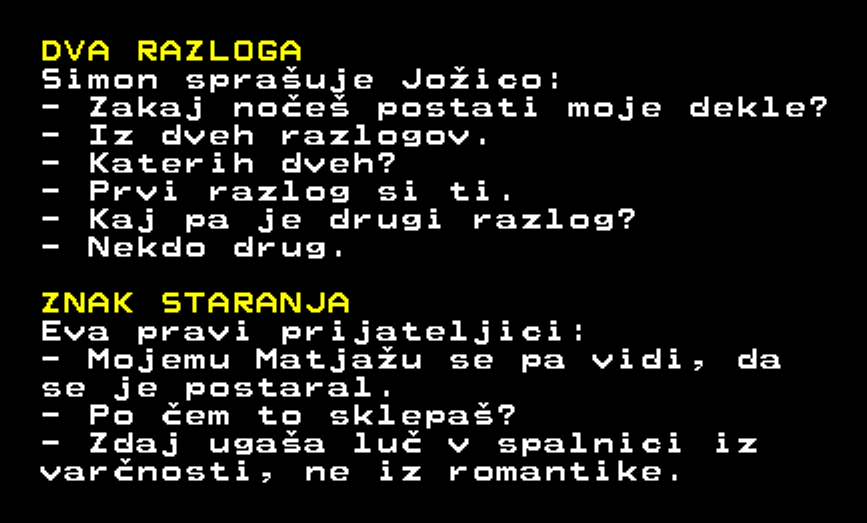 DVA RAZLOGA
Simon sprašuje Jožico:
- Zakaj nočeš postati moje dekle?
- Iz dveh razlogov.
- Katerih dveh?
- Prvi razlog si ti.
- Kaj pa je drugi razlog?
- Nekdo drug.
ZNAK STARANJA
Eva pravi prijateljici:
- Mojemu Matjažu se pa vidi, da
se je postaral.
- Po čem to sklepaš?
- Zdaj ugaša luč v spalnici iz
varčnosti, ne iz romantike.